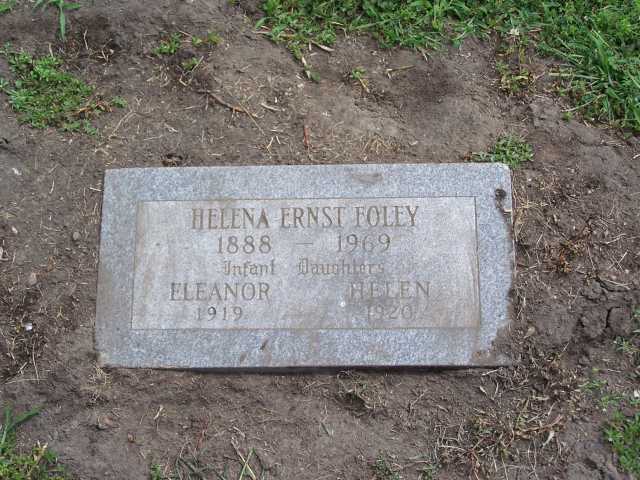 HELENA ERNST FOLEY
1888 — 1969
Infant Daughters
ELEANOR HELEN
1919 — 1920